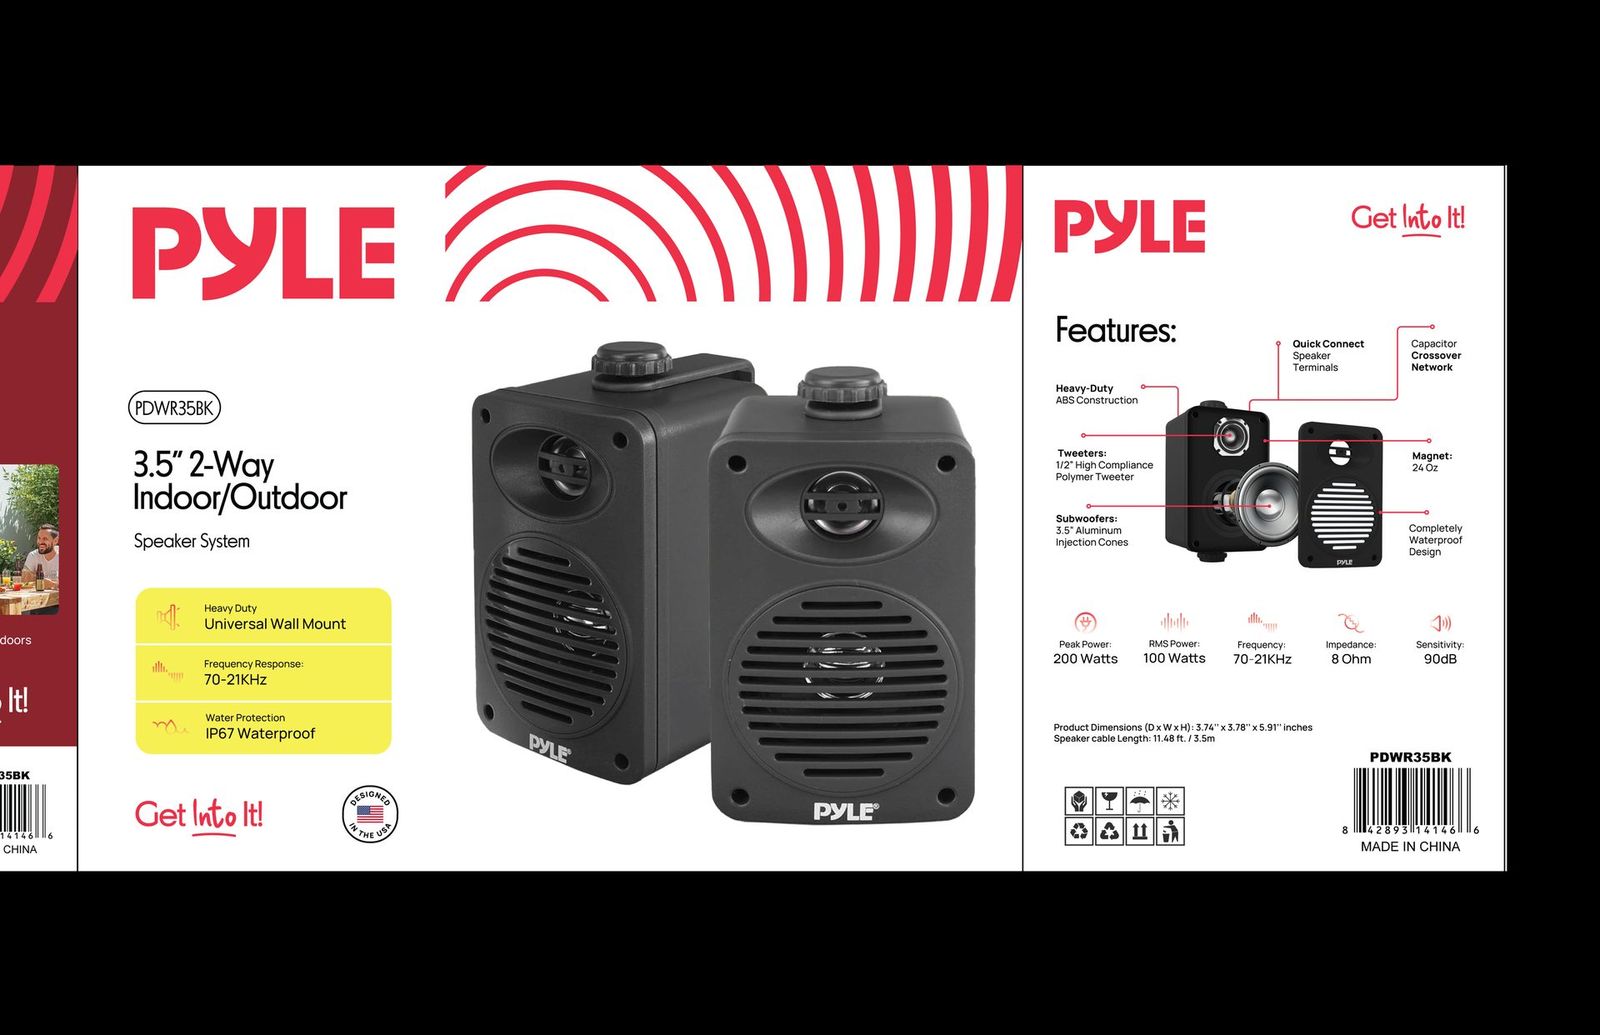 doors
It!
35BK
14146 6
CHINA
PYLE
PDWR35BK
3.5" 2-Way
Indoor/Outdoor
Speaker System
Heavy Duty
Universal Wall Mount
Frequency Response:
70-21KHz
Water Protection
IP67 Waterproof
Get Into It!
DESIGNED
IN THE USA
PYLE®
PYLE®
PYLE
Get Into It!
Features:
Quick Connect
Speaker
Terminals
Capacitor
Crossover
Network
Heavy-Duty
ABS Construction
Tweeters:
1/2" High Compliance
Polymer Tweeter
Magnet:
24 Oz
Subwoofers:
3.5" Aluminum
Injection Cones
Completely
Waterproof
Design
PYLE
Peak Power:
200 Watts
RMS Power:
100 Watts
Frequency:
70-21KHz
Impedance:
8 Ohm
Sensitivity:
90dB
Product Dimensions (D x W x H): 3.74'' x 3.78'' x 5.91'' inches
Speaker cable Length: 11.48 ft. / 3.5m
PDWR35BK
8 42893 14146 6
MADE IN CHINA